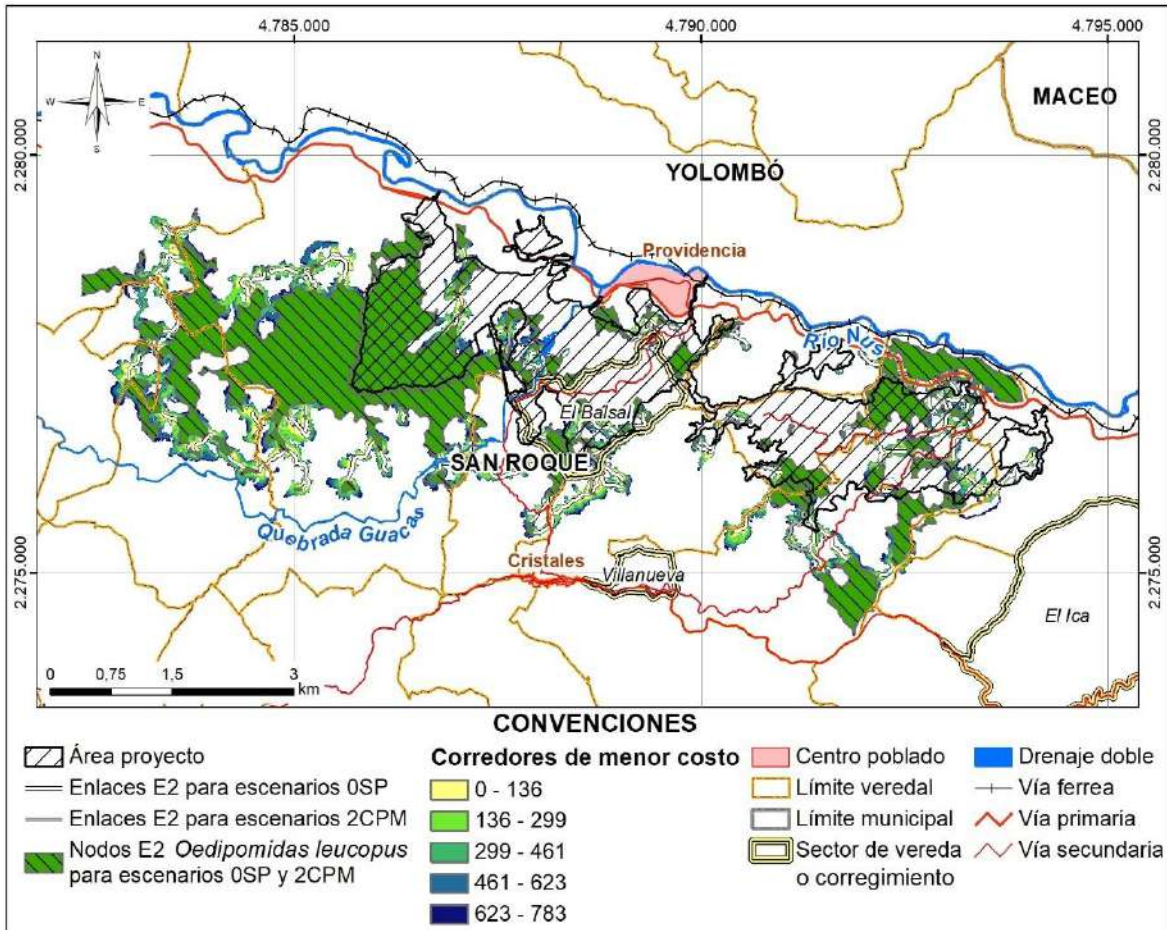 4.785.000
4.790.000
4.795.000
2.280.000
2.280.000
2.275.000
2.275.000
N
W
E
S
MACEO
YOLOMBÓ
Providencia
Río Nus
El Balsal
SAN ROQUE
Quebrada Guacas
Cristales
Villanueva
El Ica
0 0,75 1,5 3
km
CONVENCIONES
Área proyecto
Enlaces E2 para escenarios 0SP
Enlaces E2 para escenarios 2CPM
Nodos E2 Oedipomidas leucopus
para escenarios 0SP y 2CPM
Corredores de menor costo
0 - 136
136 - 299
299 - 461
461 - 623
623 - 783
Centro poblado
Límite veredal
Límite municipal
Sector de vereda
o corregimiento
Drenaje doble
Vía ferrea
Vía primaria
Vía secundaria